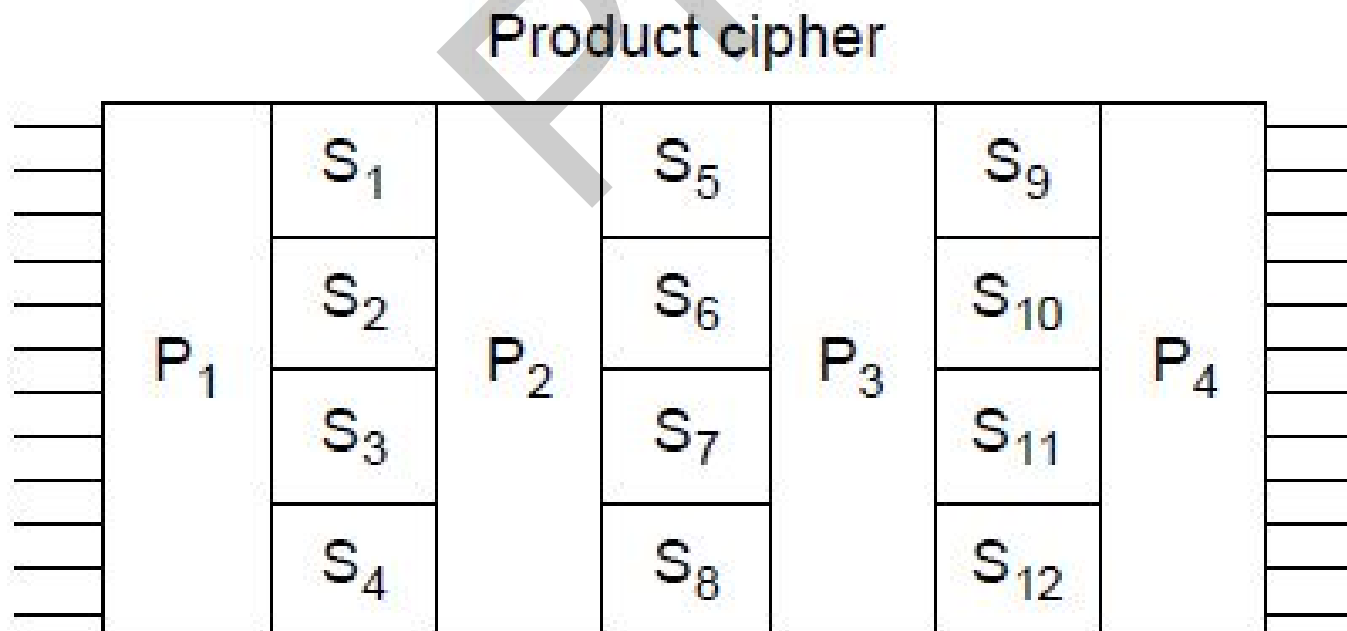 Product cipher
S1 S5 S9
S2 S6 S10
P1 P2 P3 P4
S3 S7 S11
S4 S8 S12